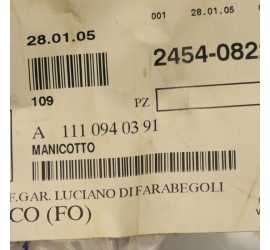 001 28.01.05
28.01.05
2454-082
109 PZ
A 111 094 03 91
MANICOTTO
F.GAR. LUCIANO DI FARABEGOLI
CO (FO)